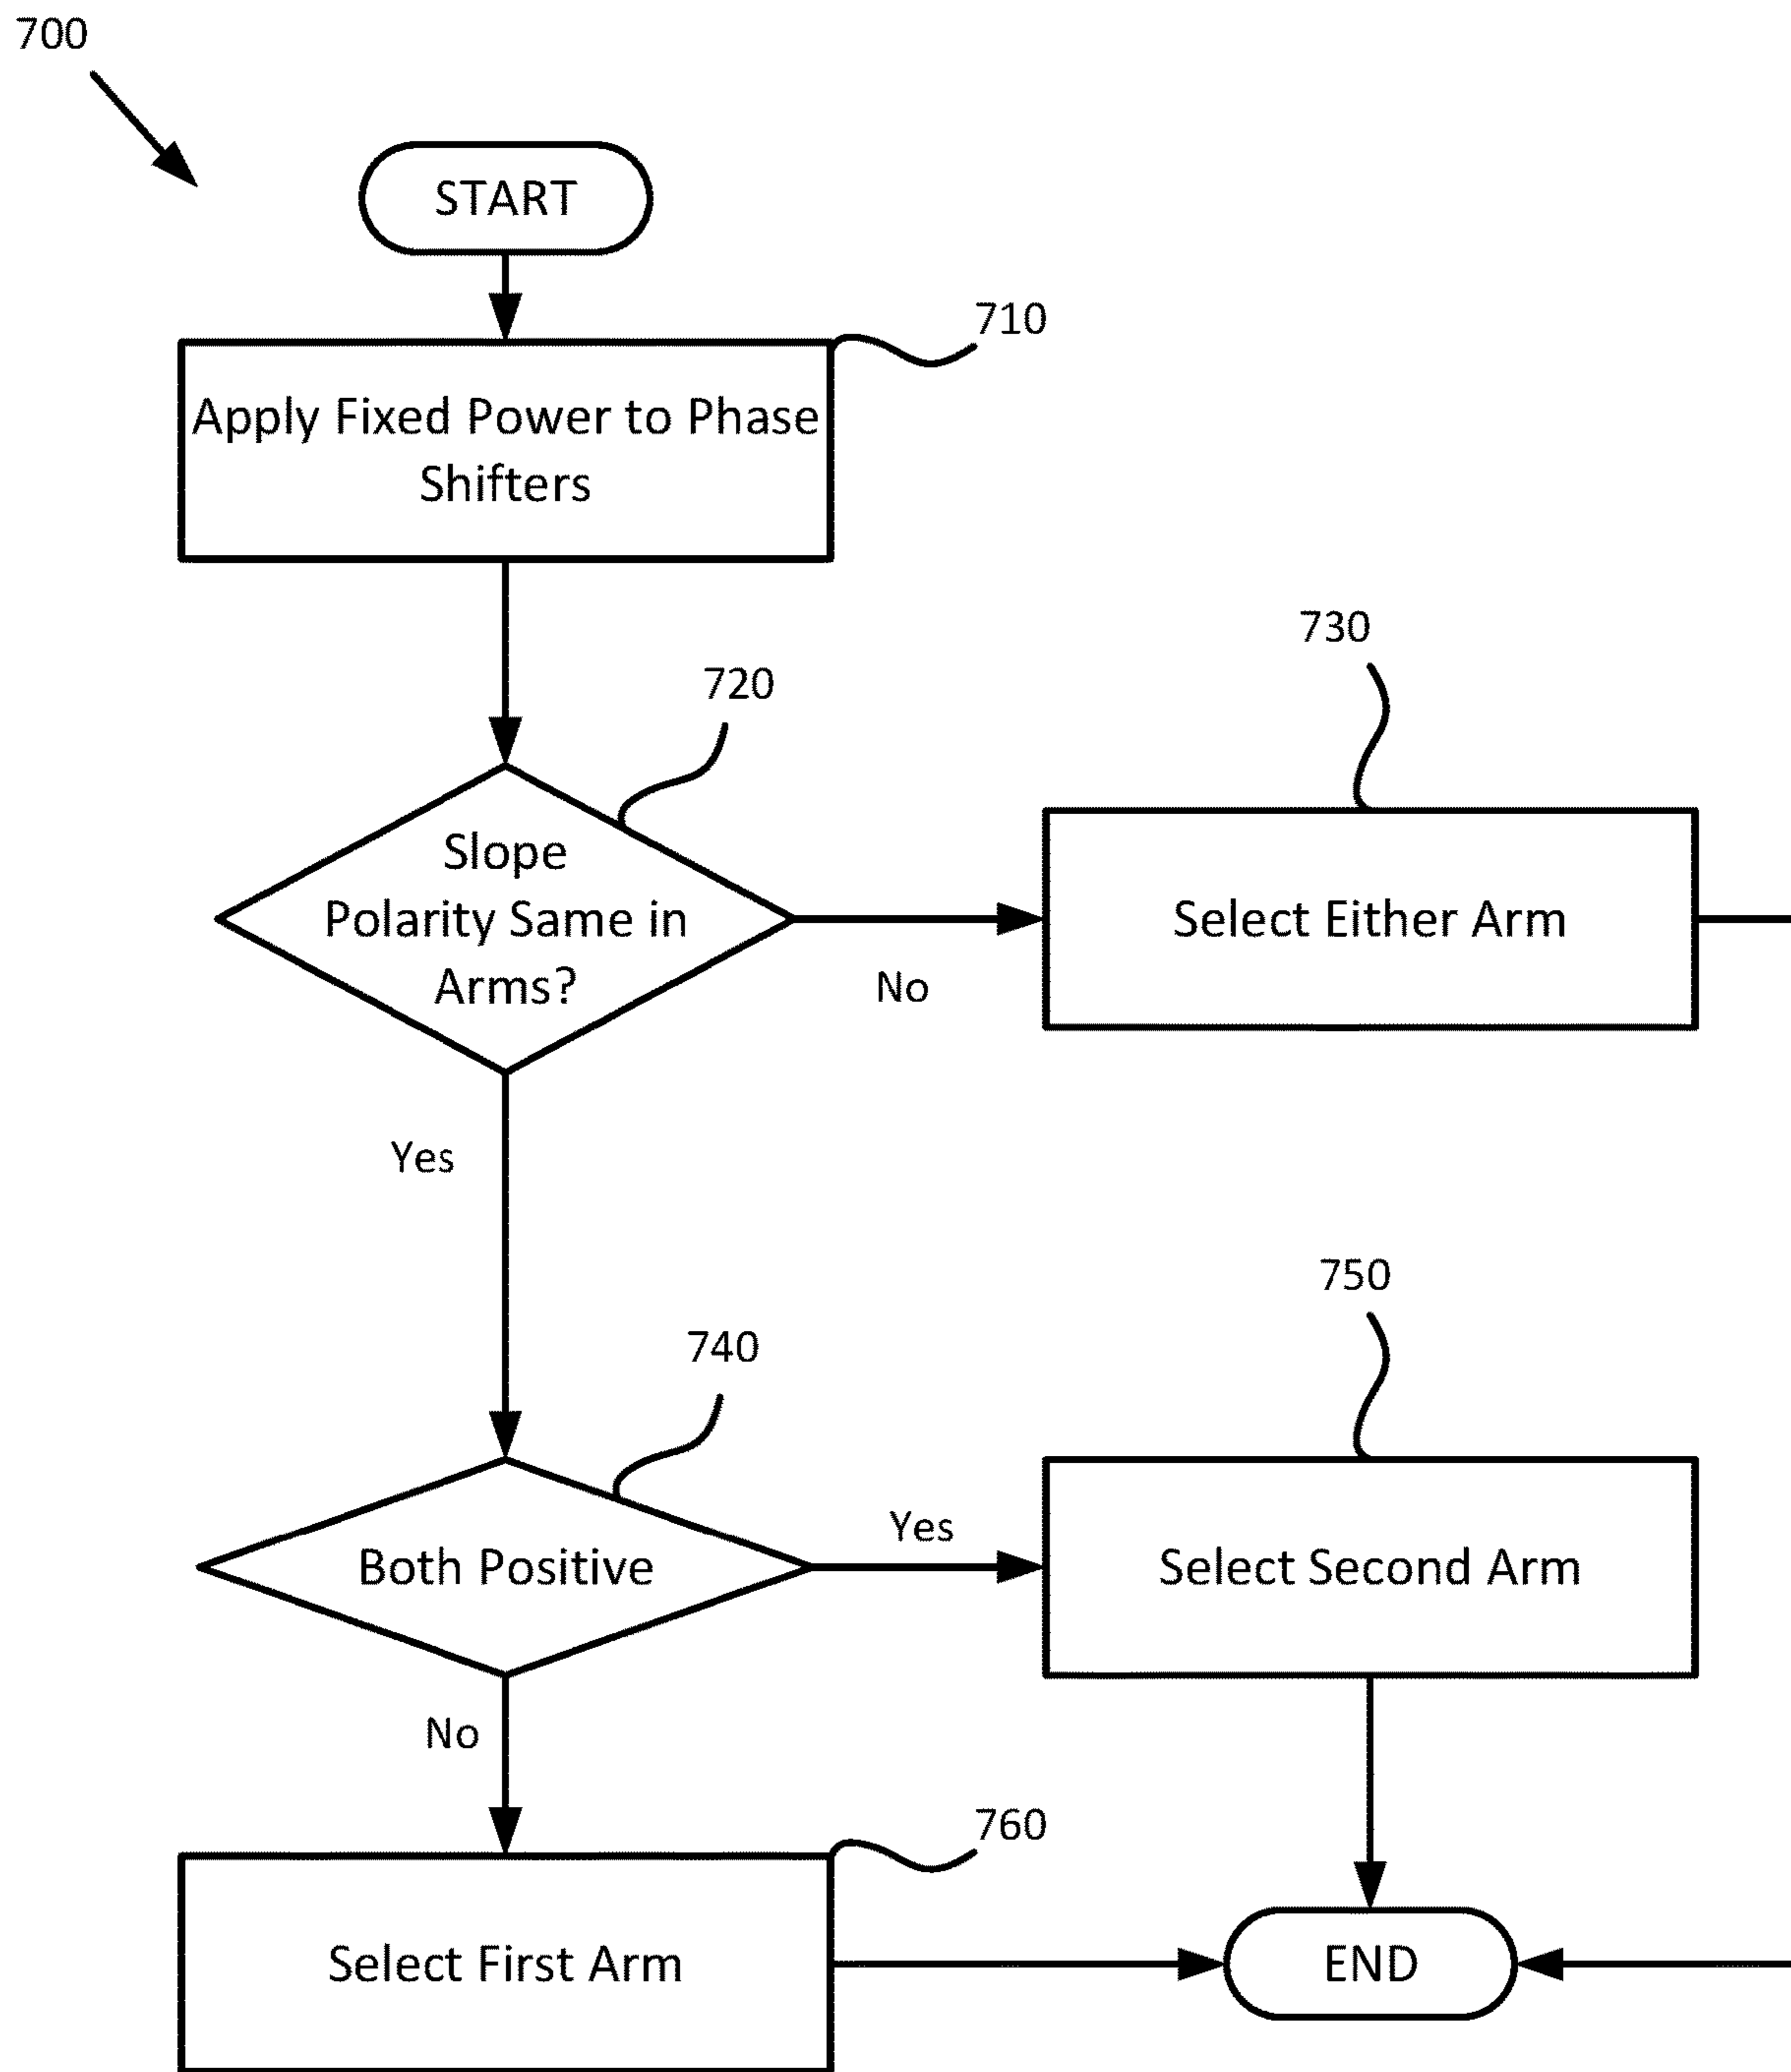 700
START
710
Apply Fixed Power to Phase
Shifters
730
720
Slope
Polarity Same in
Arms?
Select Either Arm
No
Yes
750
740
Yes
Both Positive
Select Second Arm
No
760
Select First Arm
END